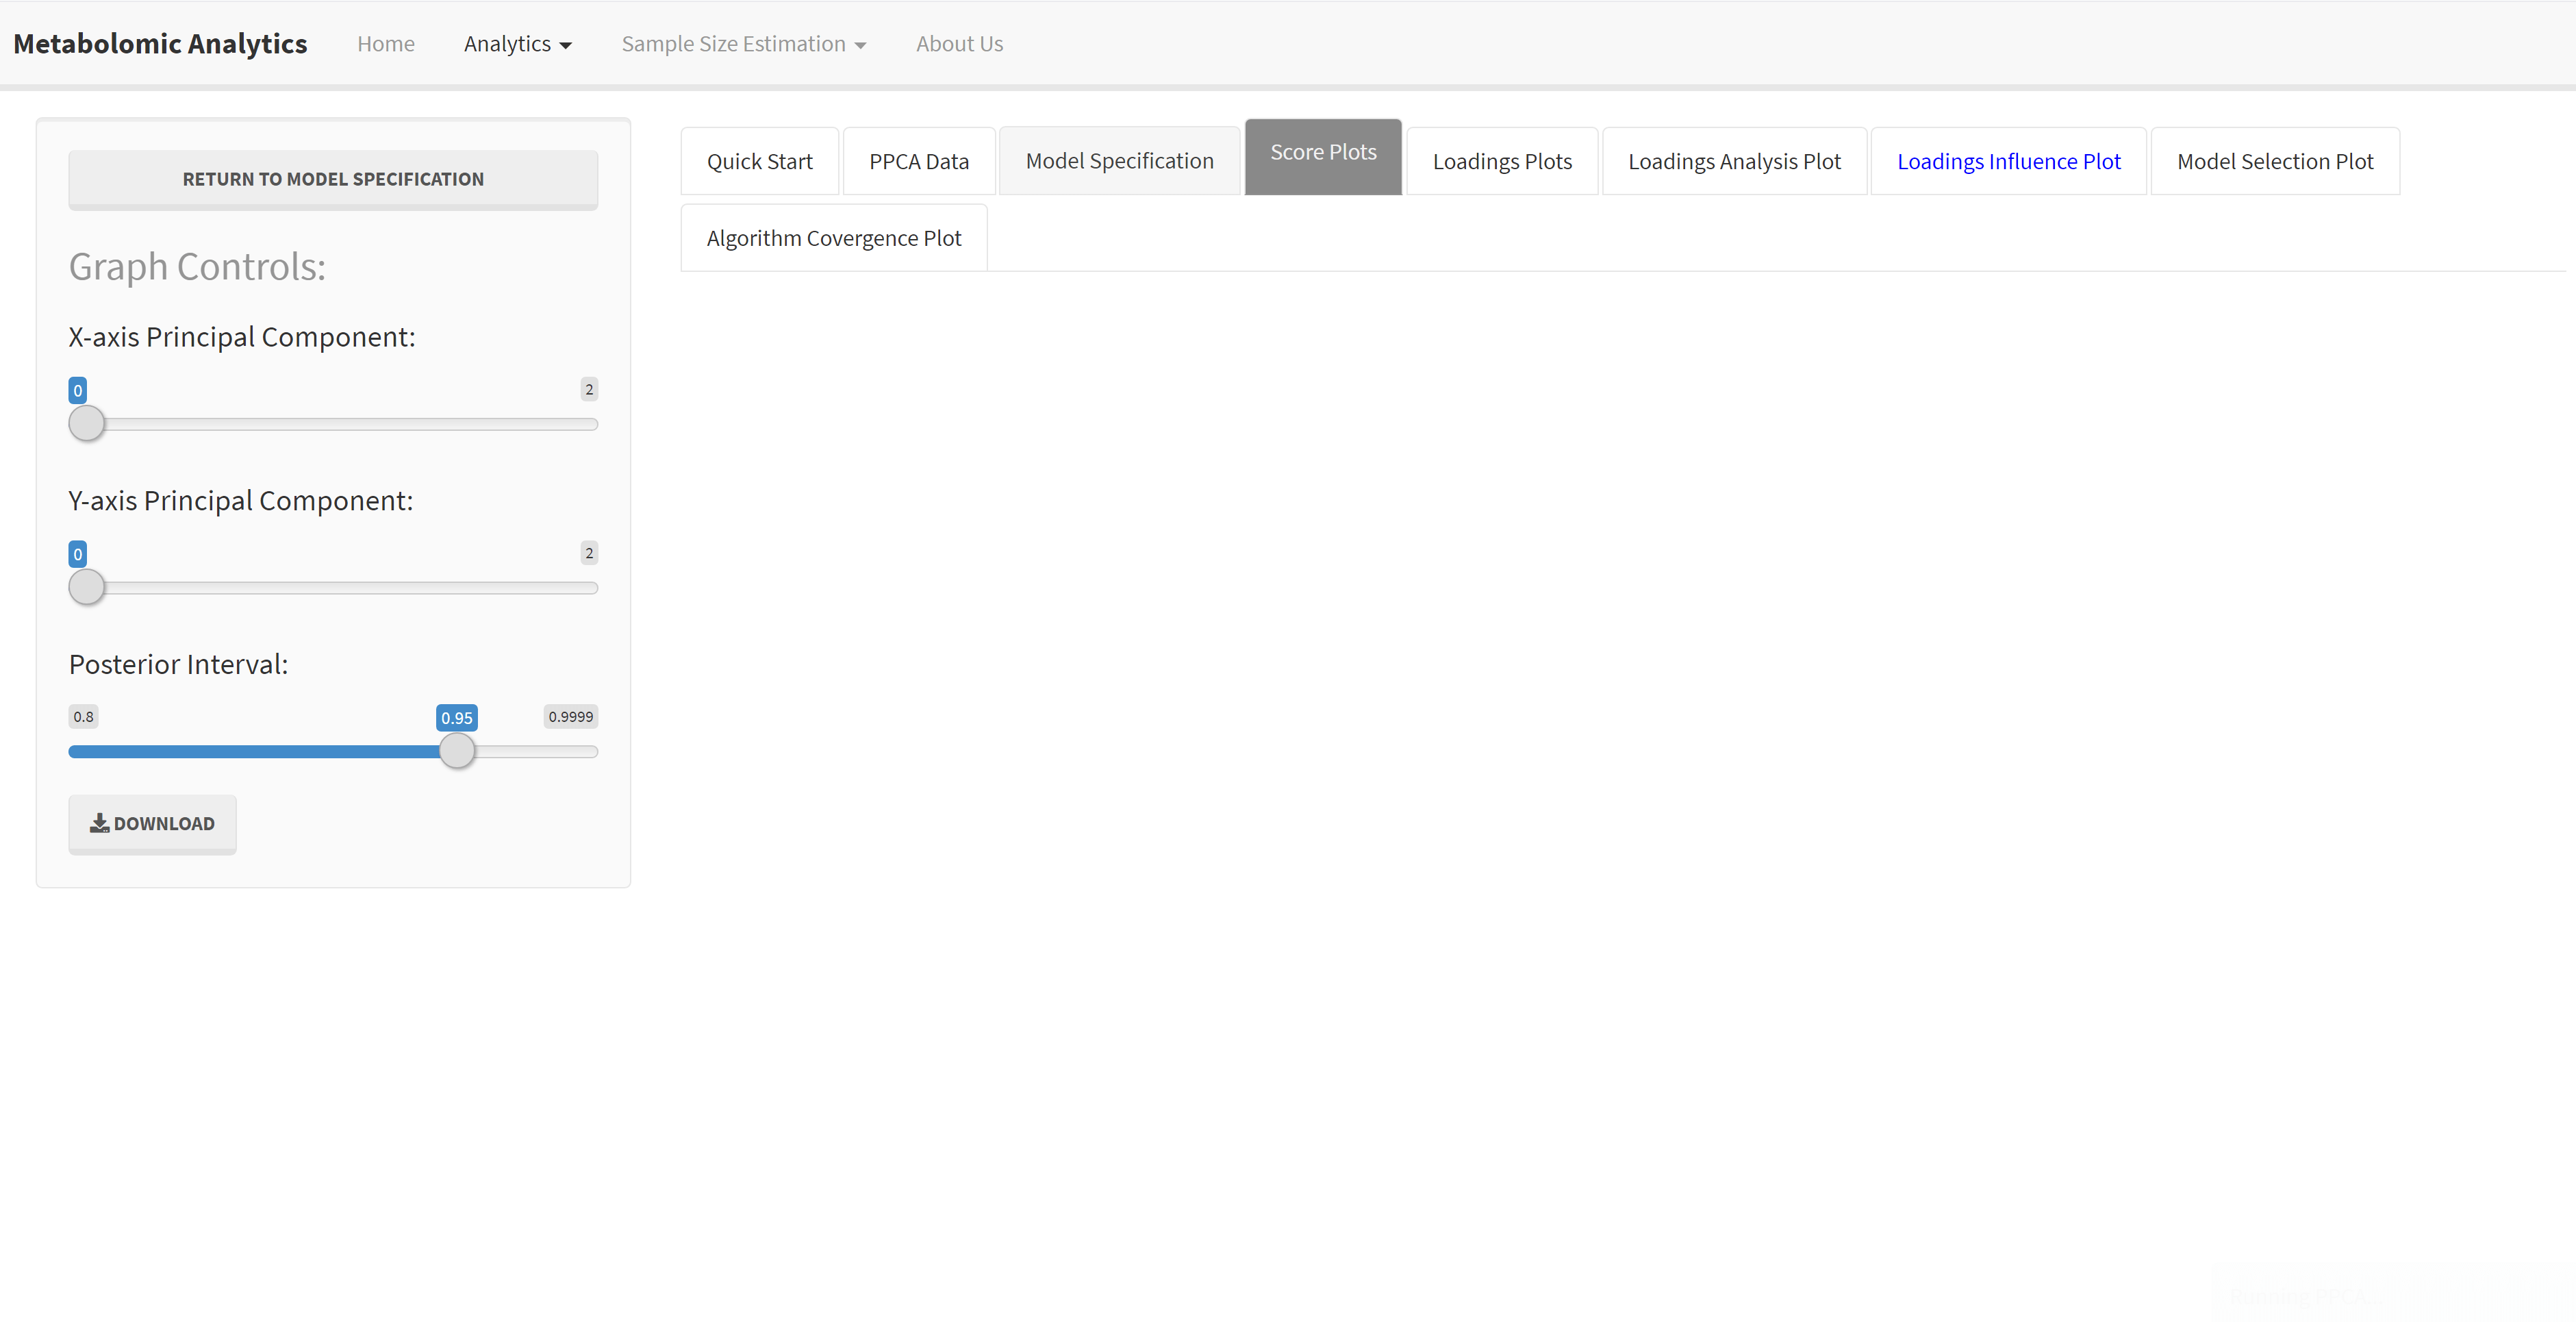 Metabolomic Analytics Home Analytics Sample Size Estimation About Us
RETURN TO MODEL SPECIFICATION
Graph Controls:
X-axis Principal Component:
0 2
Y-axis Principal Component:
0 2
Posterior Interval:
0.8 0.95 0.9999
DOWNLOAD
Quick Start PPCA Data Model Specification Score Plots Loadings Plots Loadings Analysis Plot Loadings Influence Plot Model Selection Plot
Algorithm Covergence Plot